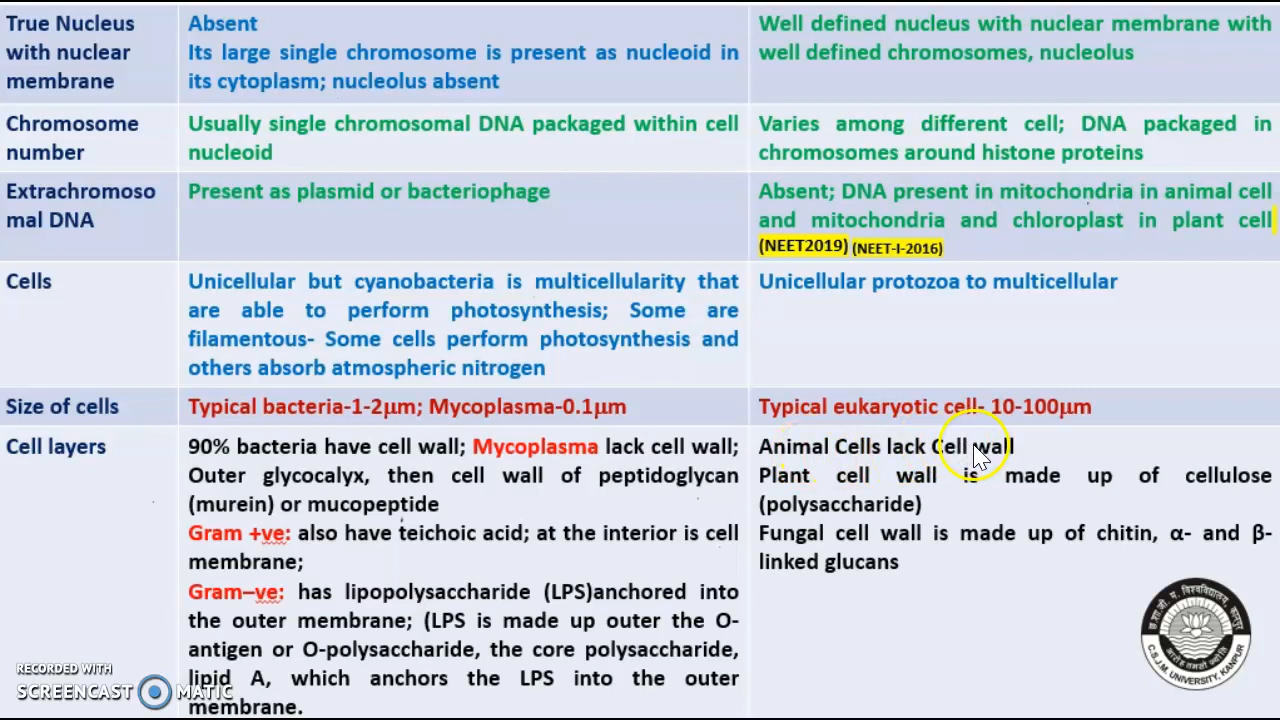 True Nucleus
with nuclear
membrane
Absent
Its large single chromosome is present as nucleoid in
its cytoplasm; nucleolus absent
Well defined nucleus with nuclear membrane with
well defined chromosomes, nucleolus
Chromosome
number
Usually single chromosomal DNA packaged within cell
nucleoid
Varies among different cell; DNA packaged in
chromosomes around histone proteins
Extrachromoso
mal DNA
Present as plasmid or bacteriophage
Absent; DNA present in mitochondria in animal cell
and mitochondria and chloroplast in plant cell
(NEET2019) (NEET-I-2016)
Cells
Unicellular but cyanobacteria is multicellularity that
are able to perform photosynthesis; Some are
filamentous- Some cells perform photosynthesis and
others absorb atmospheric nitrogen
Unicellular protozoa to multicellular
Size of cells
Typical bacteria-1-2µm; Mycoplasma-0.1µm
Typical eukaryotic cell- 10-100µm
Cell layers
90% bacteria have cell wall; Mycoplasma lack cell wall;
Outer glycocalyx, then cell wall of peptidoglycan
(murein) or mucopeptide
Gram +ve: also have teichoic acid; at the interior is cell
membrane;
Gram–ve: has lipopolysaccharide (LPS)anchored into
the outer membrane; (LPS is made up outer the O-
antigen or O-polysaccharide, the core polysaccharide,
lipid A, which anchors the LPS into the outer
membrane.
Animal Cells lack Cell wall
Plant cell wall is made up of cellulose
(polysaccharide)
Fungal cell wall is made up of chitin, α- and β-
linked glucans
RECORDED WITH
SCREENCAST MATIC
C.S.J.M. UNIVERSITY, KANPUR